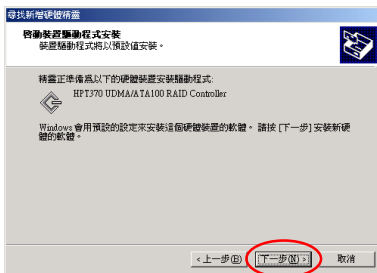 尋找新增硬體精靈
啟動裝置驅動程式安裝
裝置驅動程式將以預設值安裝。
精靈正準備為以下的硬體裝置安裝驅動程式:
HPT370 UDMA/ATA100 RAID Controller
Windows 會用預設的設定來安裝這個硬體裝置的軟體。 請按 [下一步] 安裝新硬
體的軟體。
<上一步(B) 下一步(N)> 取消